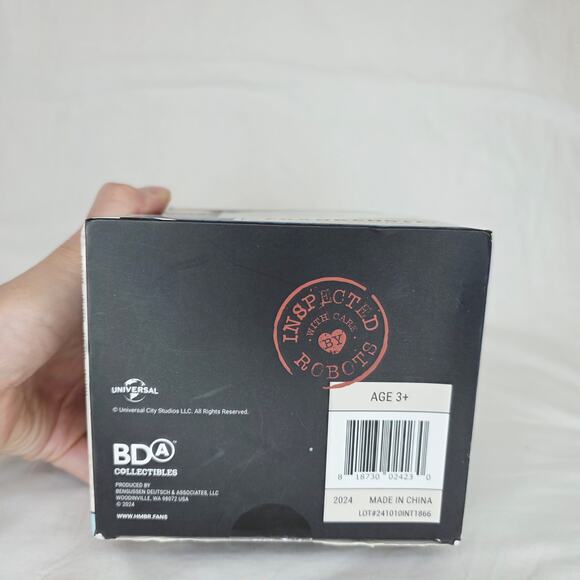 INSPECTED
· WITH CARE ·
BY
ROBOTS
UNIVERSAL
© Universal City Studios LLC. All Rights Reserved.
BDA™
COLLECTIBLES
PRODUCED BY
BENSUSSEN DEUTSCH & ASSOCIATES, LLC
WOODINVILLE, WA 98072 USA
© 2024
WWW.HMBR.FANS
AGE 3+
8 18730 02423 0
2024 MADE IN CHINA
LOT#241010INT1866